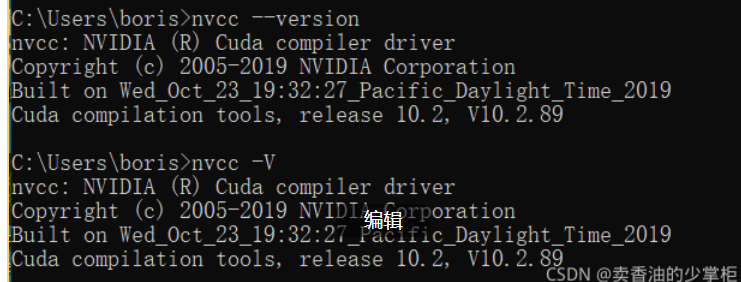 C:\Users\boris>nvcc --version
nvcc: NVIDIA (R) Cuda compiler driver
Copyright (c) 2005-2019 NVIDIA Corporation
Built on Wed_Oct_23_19:32:27_Pacific_Daylight_Time_2019
Cuda compilation tools, release 10.2, V10.2.89
C:\Users\boris>nvcc -V
nvcc: NVIDIA (R) Cuda compiler driver
Copyright (c) 2005-2019 NVIDIA Corporation
编辑
Built on Wed_Oct_23_19:32:27_Pacific_Daylight_Time_2019
Cuda compilation tools, release 10.2, V10.2.89
CSDN @卖香油的少掌柜